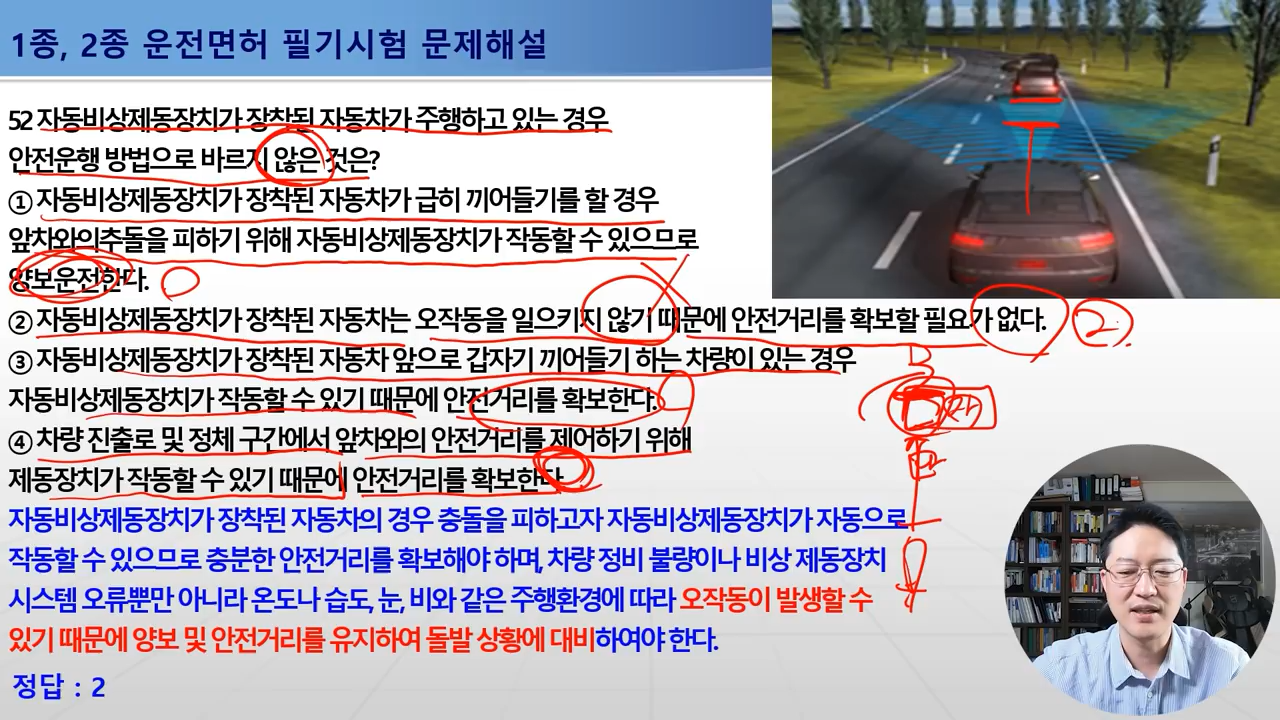 1종, 2종 운전면허 필기시험 문제해설
52 자동비상제동장치가 장착된 자동차가 주행하고 있는 경우
안전운행 방법으로 바르지 않은 것은?
① 자동비상제동장치가 장착된 자동차가 급히 끼어들기를 할 경우
앞차와의추돌을 피하기 위해 자동비상제동장치가 작동할 수 있으므로
양보운전한다.
② 자동비상제동장치가 장착된 자동차는 오작동을 일으키지 않기 때문에 안전거리를 확보할 필요가 없다.
2.
③ 자동비상제동장치가 장착된 자동차 앞으로 갑자기 끼어들기 하는 차량이 있는 경우
자동비상제동장치가 작동할 수 있기 때문에 안전거리를 확보한다.
④ 차량 진출로 및 정체 구간에서 앞차와의 안전거리를 제어하기 위해
제동장치가 작동할 수 있기 때문에 안전거리를 확보한다.
자동비상제동장치가 장착된 자동차의 경우 충돌을 피하고자 자동비상제동장치가 자동으로
작동할 수 있으므로 충분한 안전거리를 확보해야 하며, 차량 정비 불량이나 비상 제동장치
시스템 오류뿐만 아니라 온도나 습도, 눈, 비와 같은 주행환경에 따라 오작동이 발생할 수
있기 때문에 양보 및 안전거리를 유지하여 돌발 상황에 대비하여야 한다.
정답 : 2